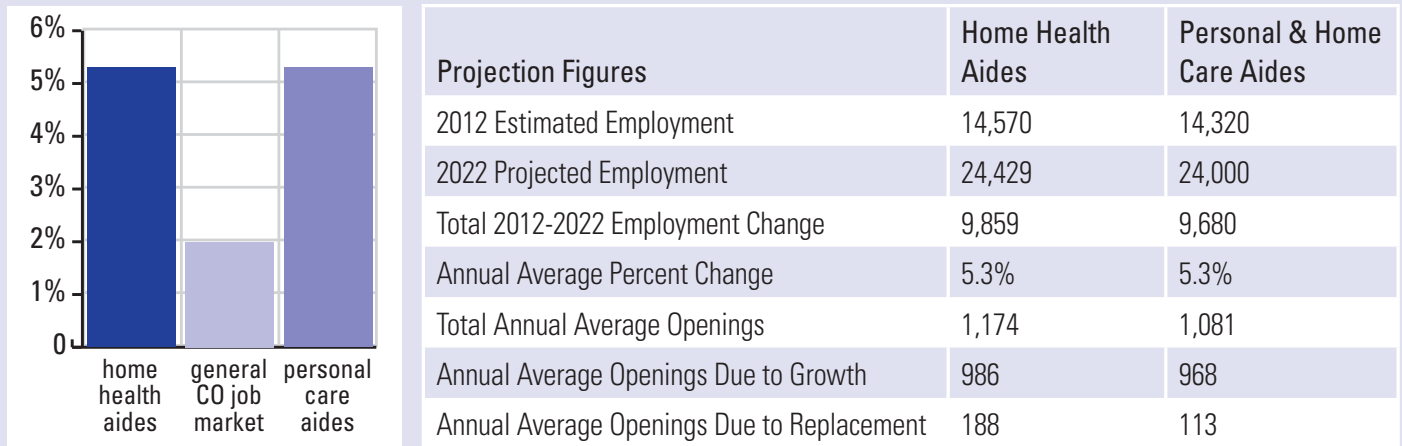 6%
5%
4%
3%
2%
1%
0
home health aides
general CO job market
personal care aides
Projection Figures Home Health Aides Personal & Home Care Aides
2012 Estimated Employment 14,570 14,320
2022 Projected Employment 24,429 24,000
Total 2012-2022 Employment Change 9,859 9,680
Annual Average Percent Change 5.3% 5.3%
Total Annual Average Openings 1,174 1,081
Annual Average Openings Due to Growth 986 968
Annual Average Openings Due to Replacement 188 113